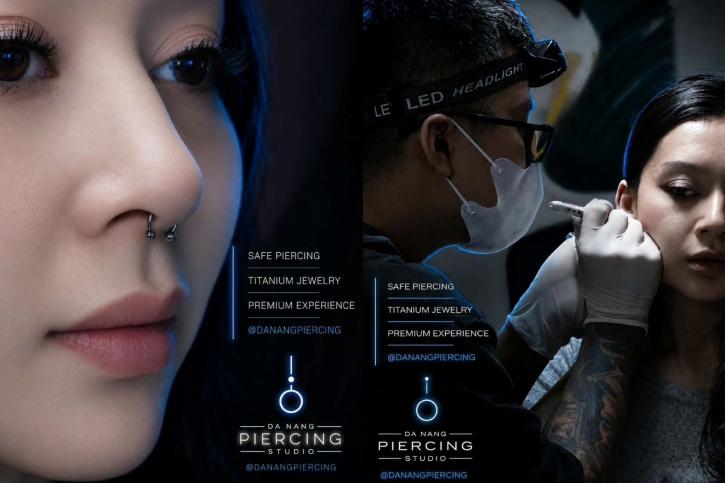 SAFE PIERCING
TITANIUM JEWELRY
PREMIUM EXPERIENCE
@DANANGPIERCING
DA NANG
PIERCING
STUDIO
@DANANGPIERCING
LE LED HEADLIGHT
SAFE PIERCING
TITANIUM JEWELRY
PREMIUM EXPERIENCE
@DANANGPIERCING
DA NANG
PIERCING
STUDIO
@DANANGPIERCING